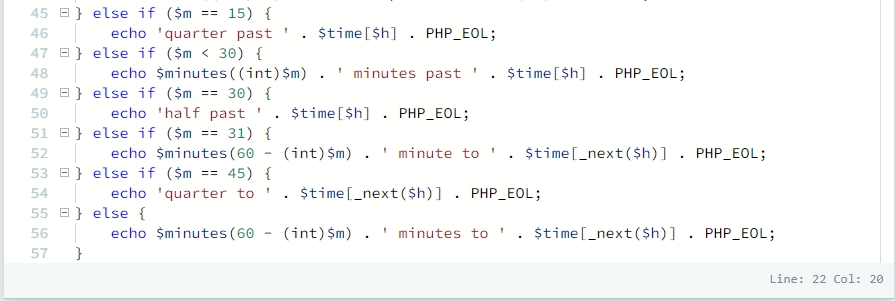 45 } else if ($m == 15) {
46 echo 'quarter past ' . $time[$h] . PHP_EOL;
47 } else if ($m < 30) {
48 echo $minutes((int)$m) . ' minutes past ' . $time[$h] . PHP_EOL;
49 } else if ($m == 30) {
50 echo 'half past ' . $time[$h] . PHP_EOL;
51 } else if ($m == 31) {
52 echo $minutes(60 - (int)$m) . ' minute to ' . $time[_next($h)] . PHP_EOL;
53 } else if ($m == 45) {
54 echo 'quarter to ' . $time[_next($h)] . PHP_EOL;
55 } else {
56 echo $minutes(60 - (int)$m) . ' minutes to ' . $time[_next($h)] . PHP_EOL;
57 }
Line: 22 Col: 20